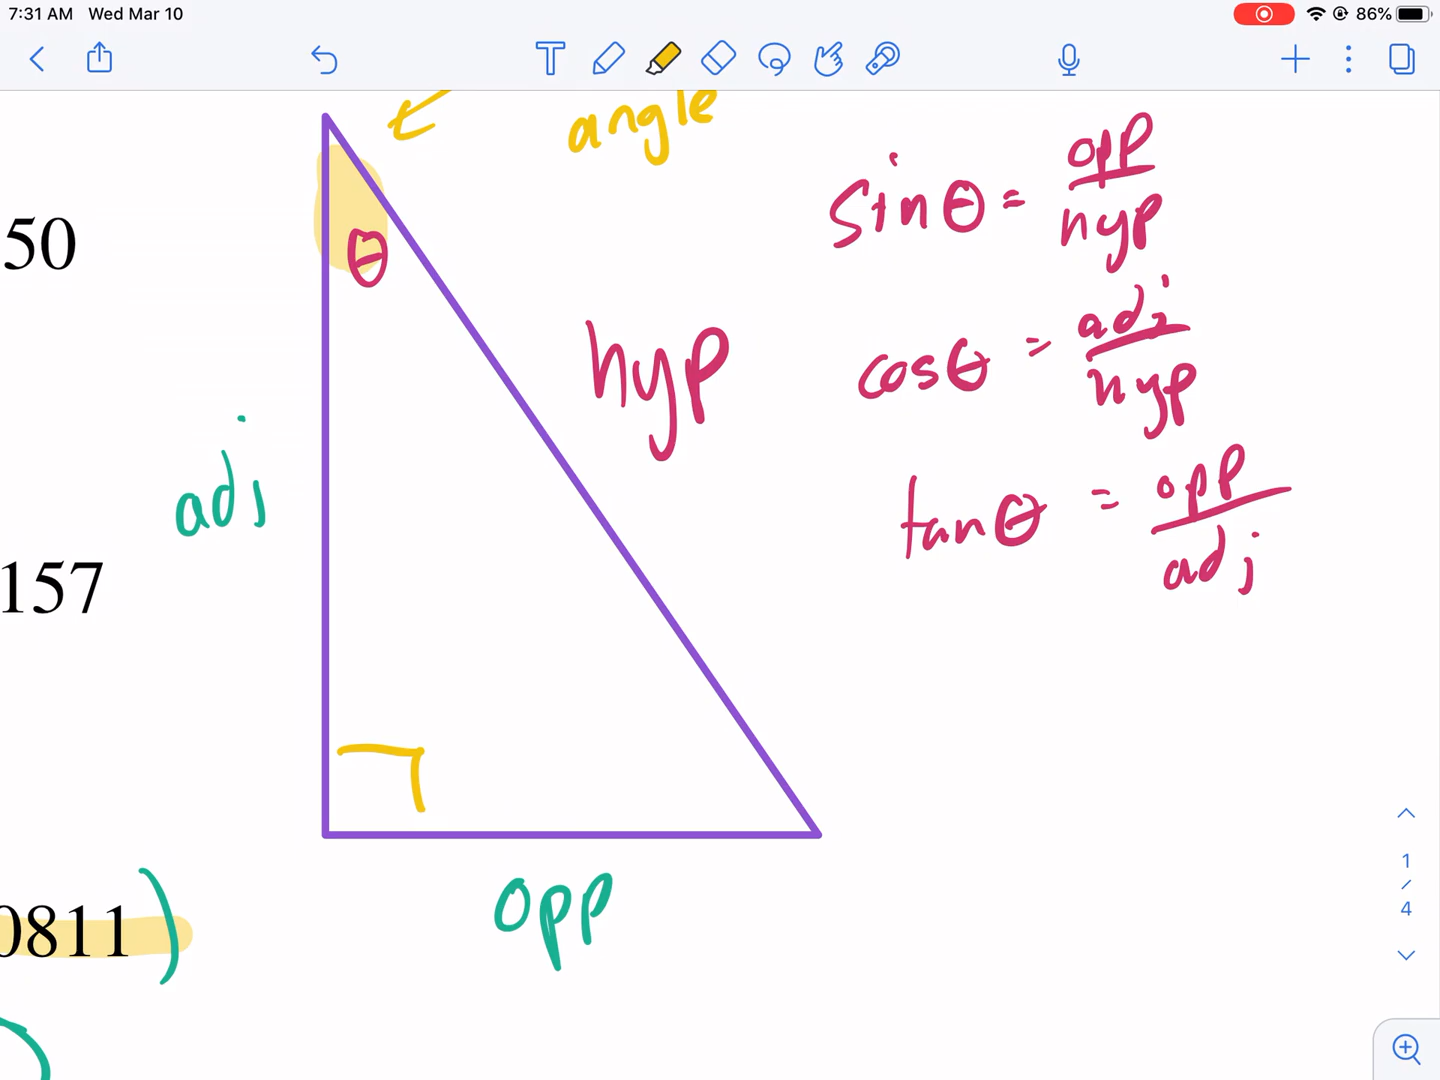 7:31 AM Wed Mar 10
86%
angle
sinθ = opp
hyp
50
θ
hyp
cosθ = adj
hyp
adj
tanθ = opp
adj
157
1
/
4
opp
0811)